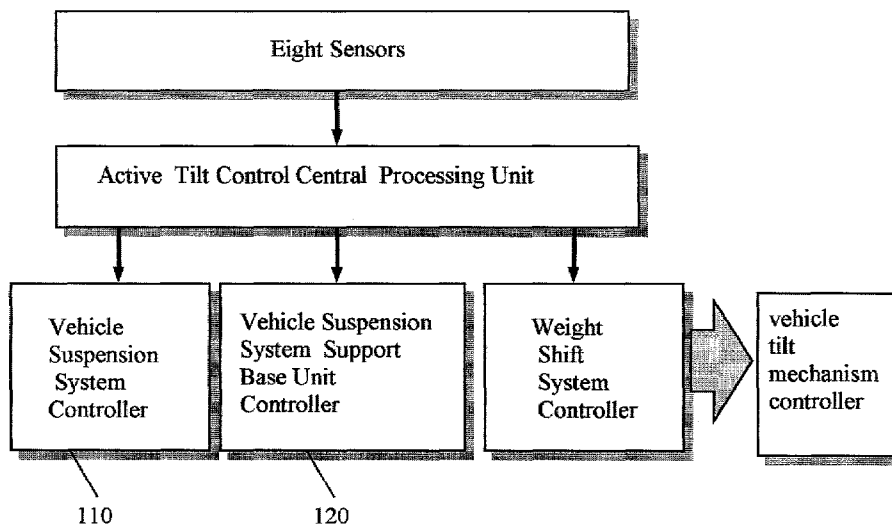 Eight Sensors
Active Tilt Control Central Processing Unit
Vehicle
Suspension
System
Controller
Vehicle Suspension
System Support
Base Unit
Controller
Weight
Shift
System
Controller
vehicle
tilt
mechanism
controller
110
120